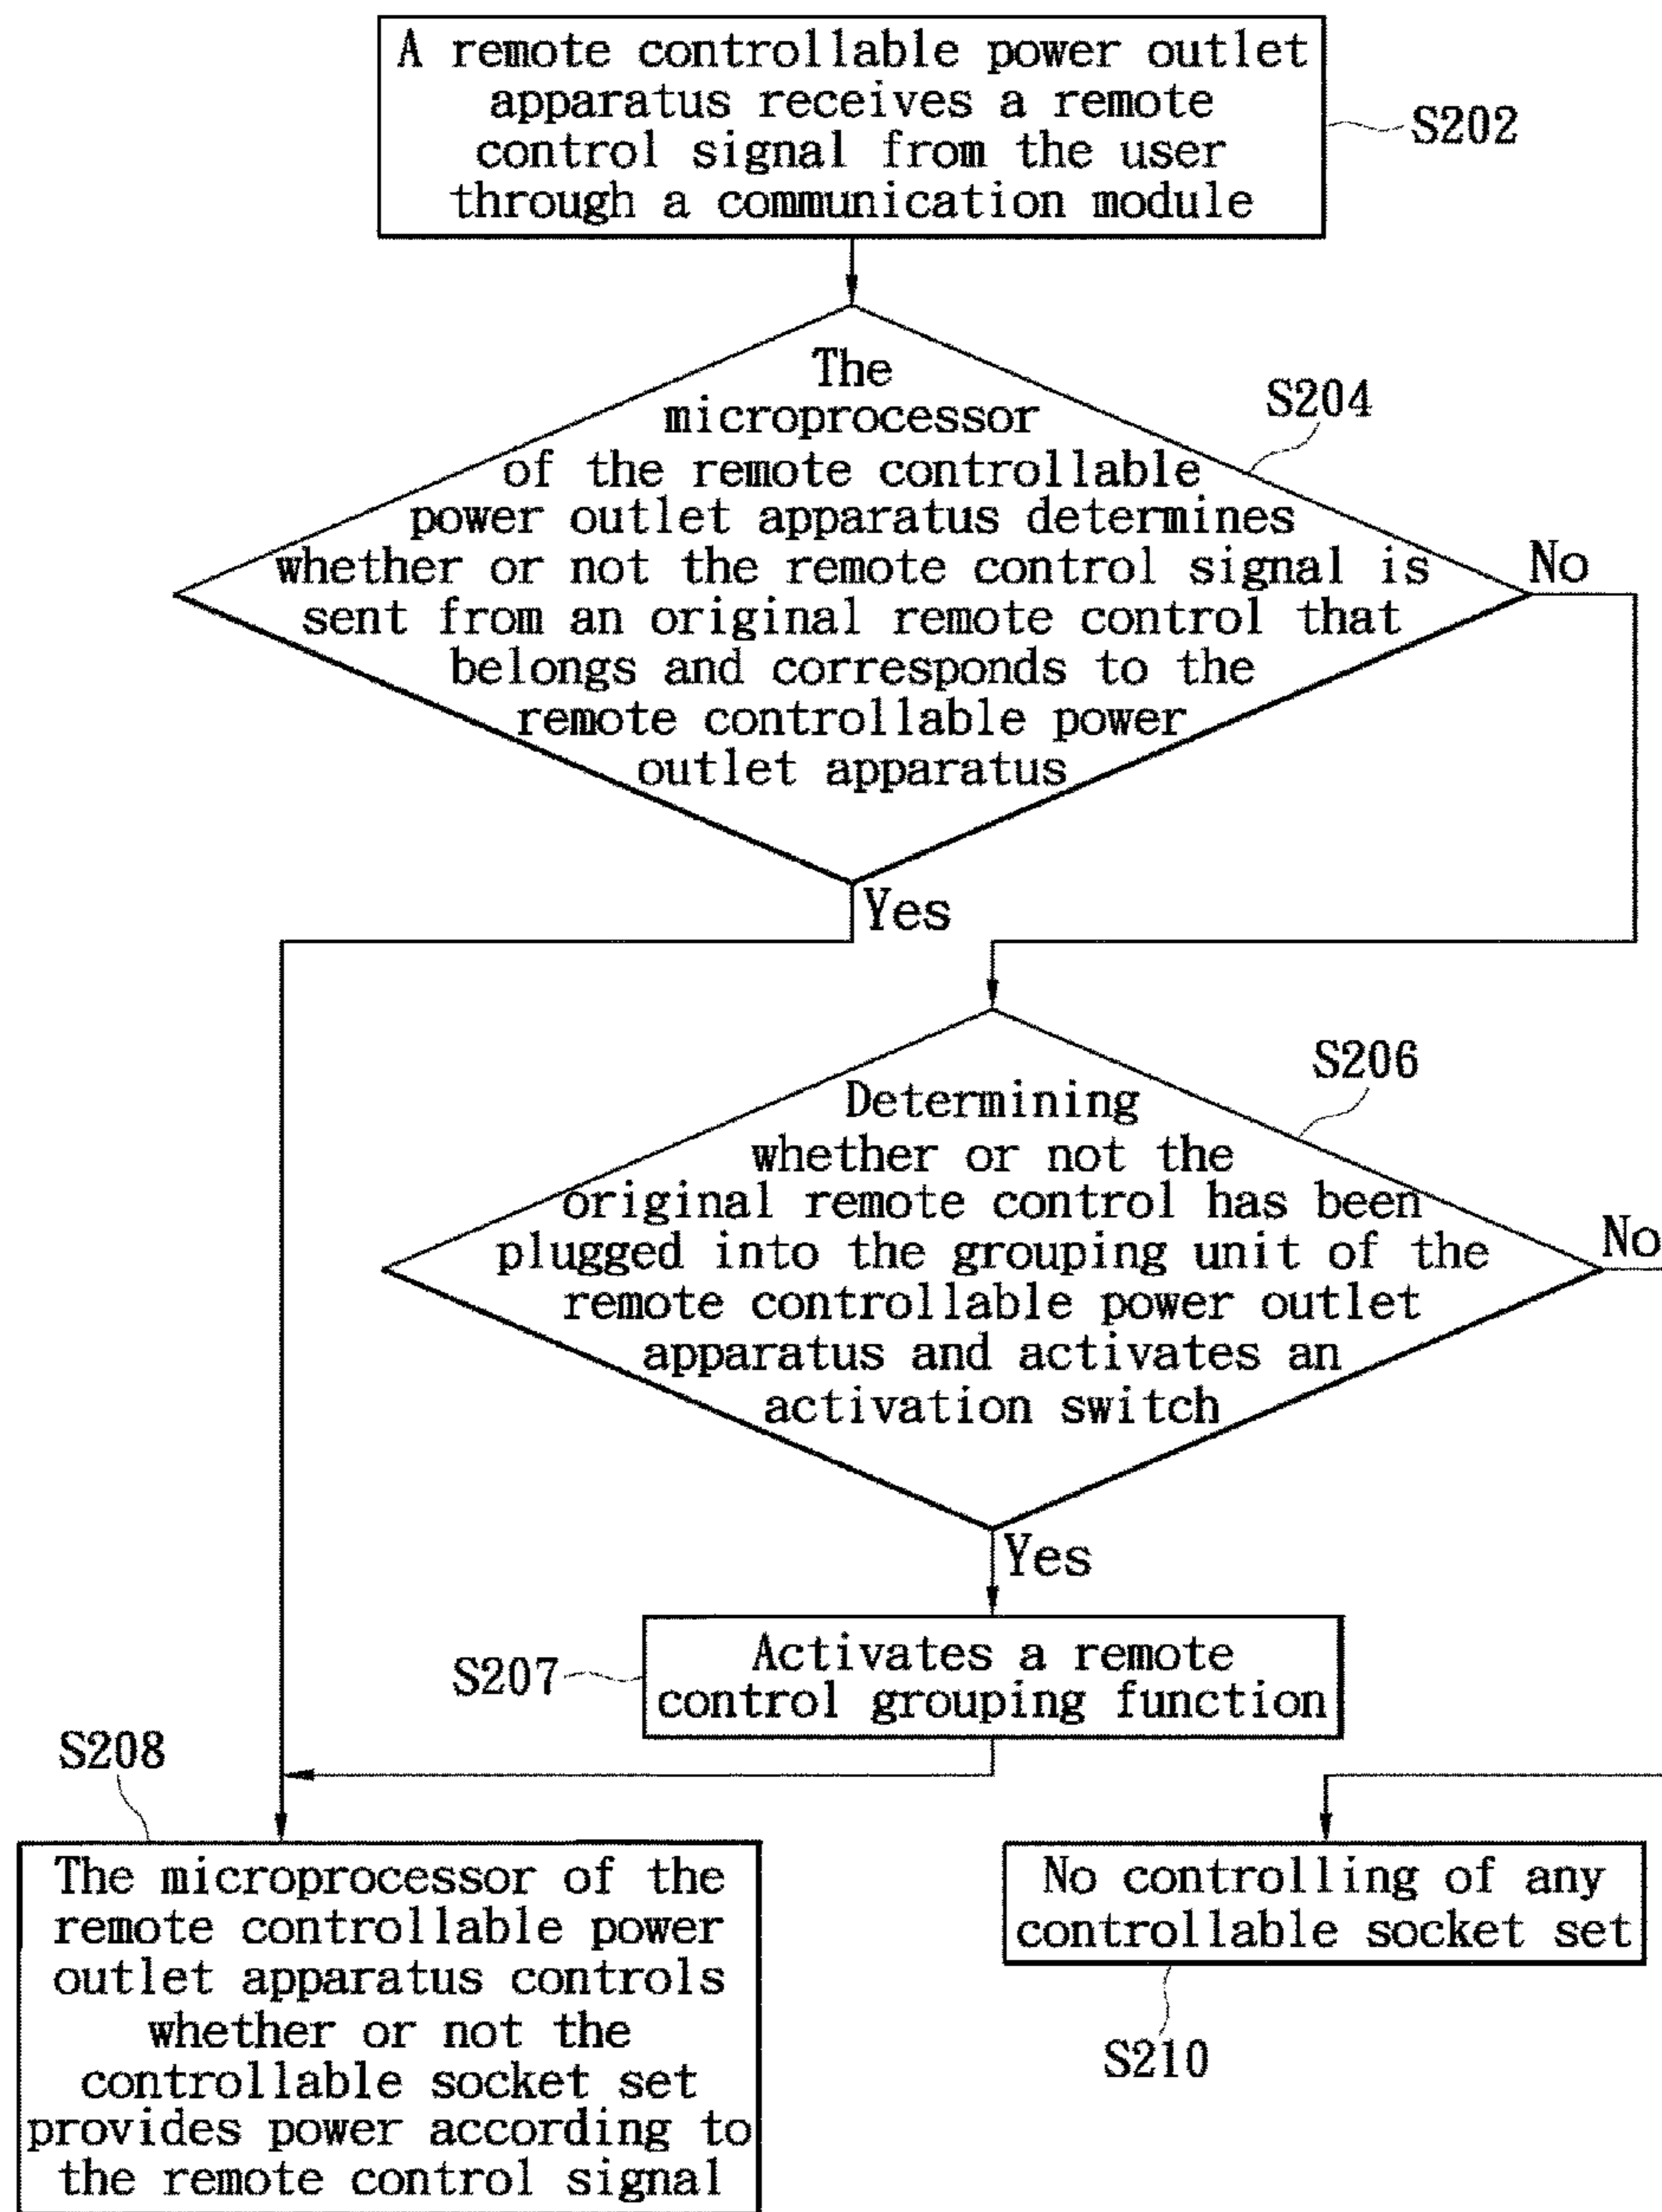 A remote controllable power outlet
apparatus receives a remote
control signal from the user
through a communication module
S202
The
microprocessor
of the remote controllable
power outlet apparatus determines
whether or not the remote control signal is
sent from an original remote control that
belongs and corresponds to the
remote controllable power
outlet apparatus
S204
No
Yes
Determining
whether or not the
original remote control has been
plugged into the grouping unit of the
remote controllable power outlet
apparatus and activates an
activation switch
S206
No
Yes
Activates a remote
control grouping function
S207
S208
The microprocessor of the
remote controllable power
outlet apparatus controls
whether or not the
controllable socket set
provides power according to
the remote control signal
No controlling of any
controllable socket set
S210